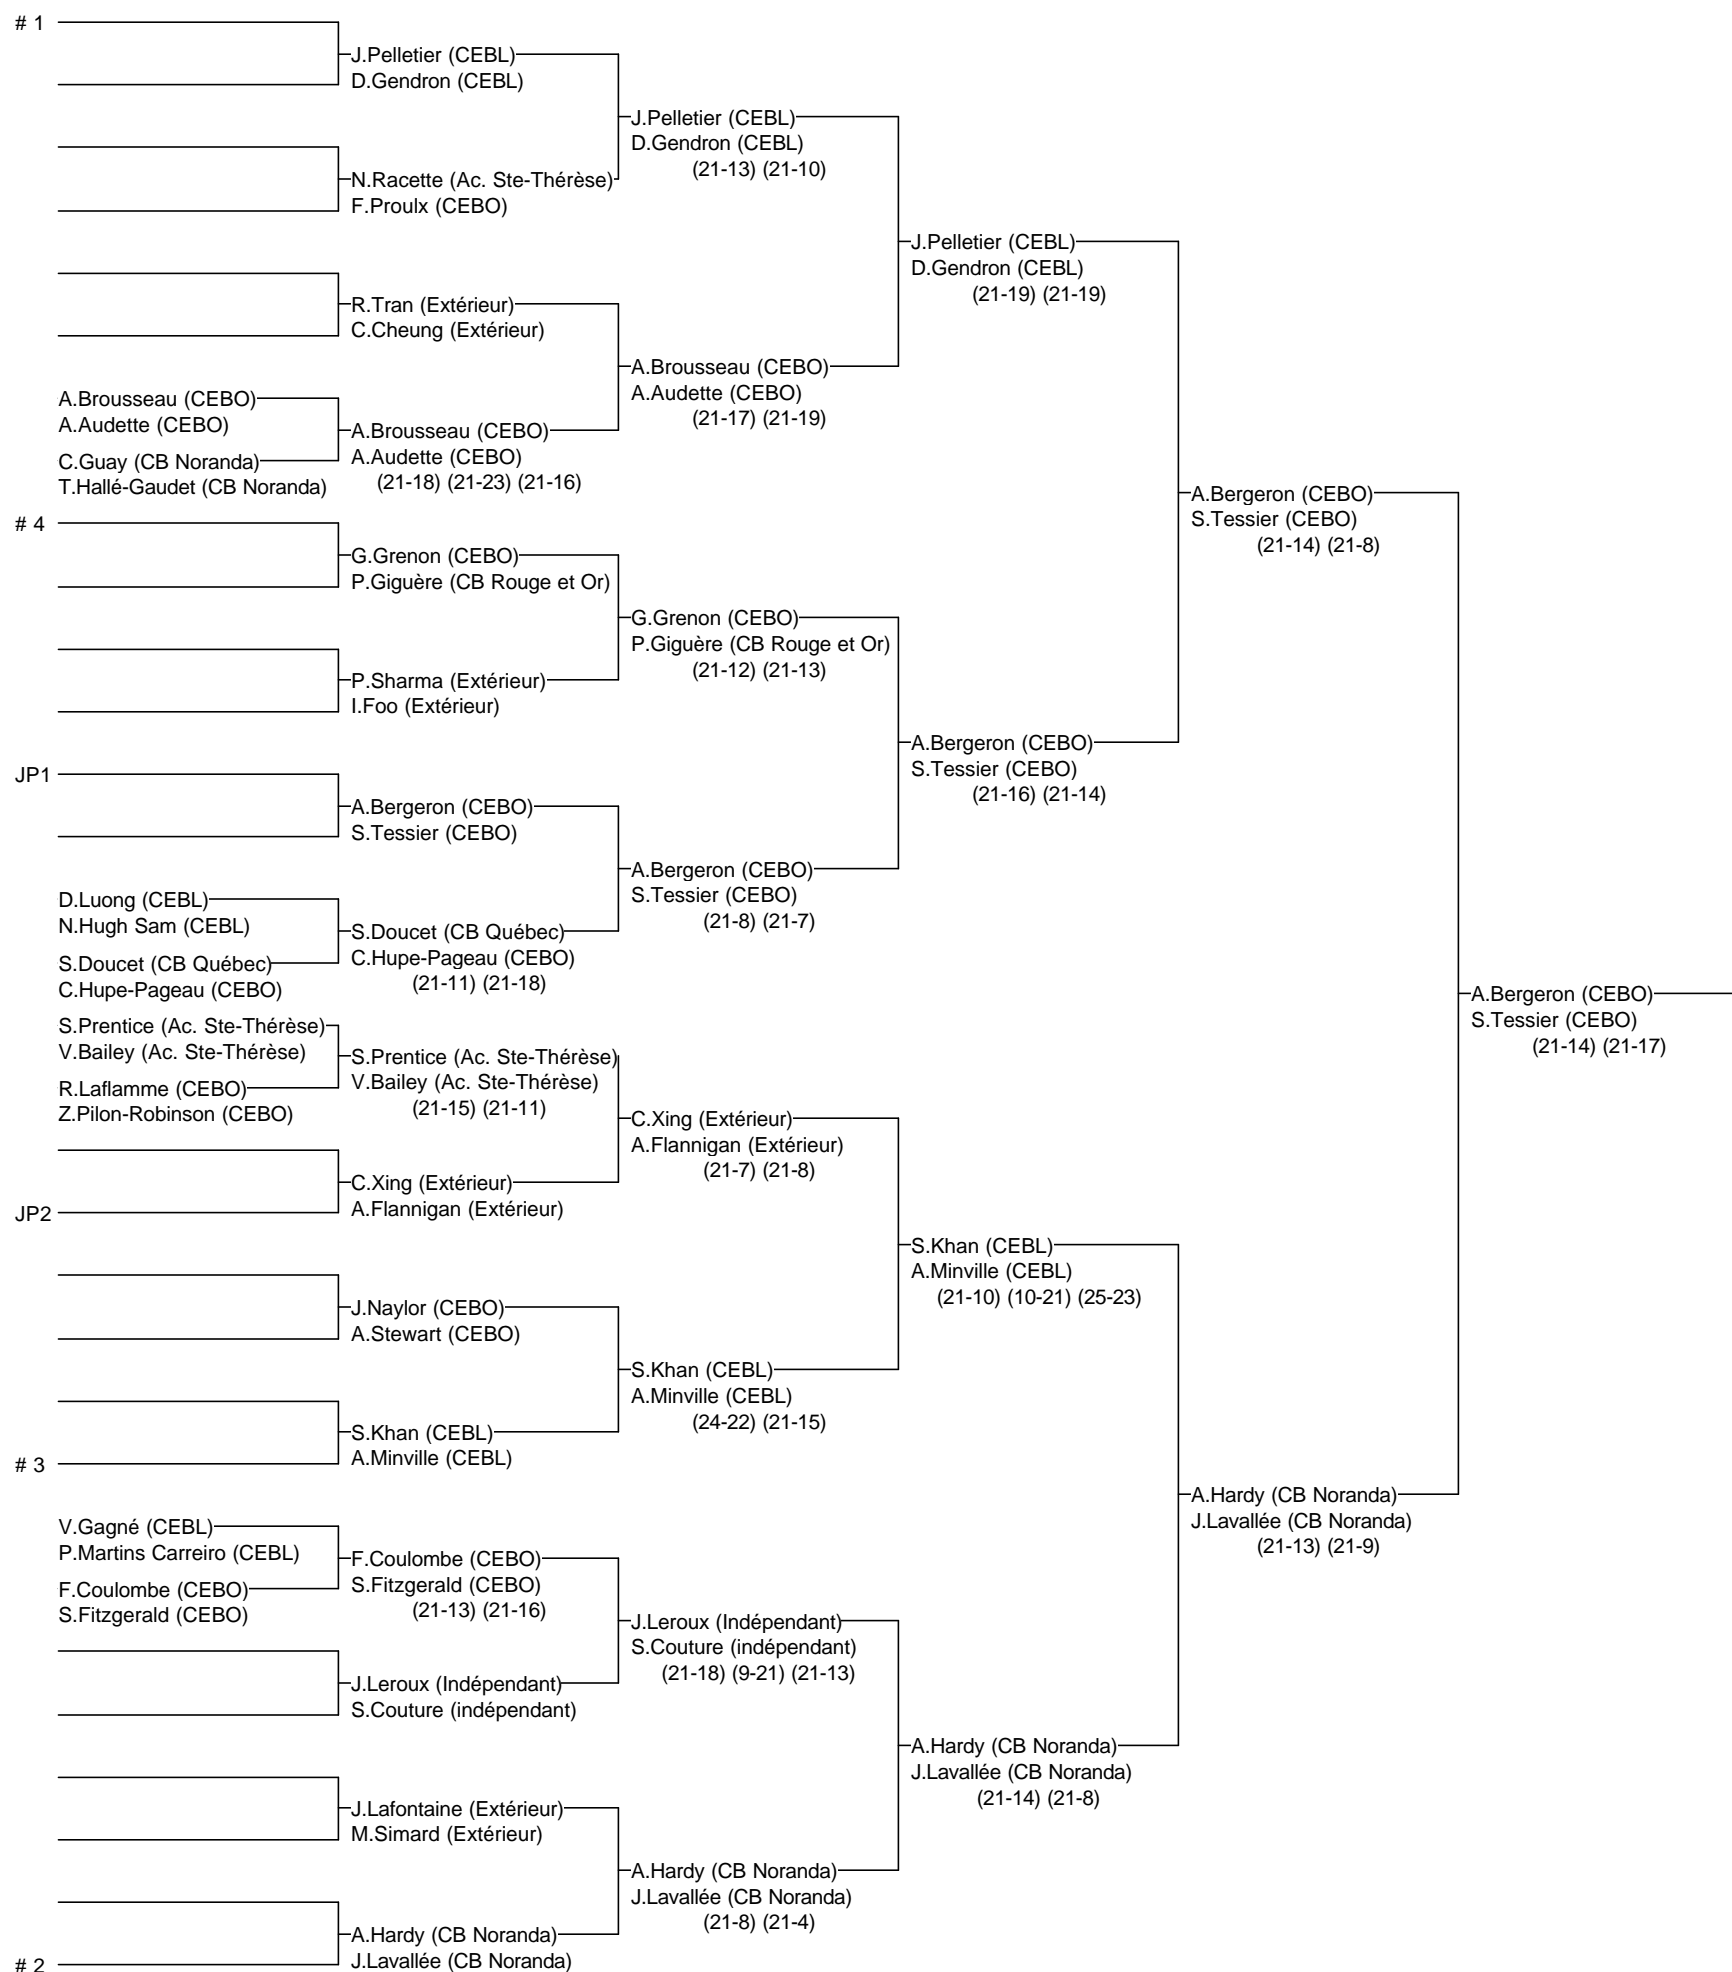 # 1
J.Pelletier (CEBL)
D.Gendron (CEBL)
J.Pelletier (CEBL)
D.Gendron (CEBL)
(21-13) (21-10)
N.Racette (Ac. Ste-Thérèse)
F.Proulx (CEBO)
J.Pelletier (CEBL)
D.Gendron (CEBL)
(21-19) (21-19)
R.Tran (Extérieur)
C.Cheung (Extérieur)
A.Brousseau (CEBO)
A.Audette (CEBO)
(21-17) (21-19)
A.Brousseau (CEBO)
A.Audette (CEBO)
A.Brousseau (CEBO)
A.Audette (CEBO)
(21-18) (21-23) (21-16)
C.Guay (CB Noranda)
T.Hallé-Gaudet (CB Noranda)
A.Bergeron (CEBO)
S.Tessier (CEBO)
(21-14) (21-8)
# 4
G.Grenon (CEBO)
P.Giguère (CB Rouge et Or)
G.Grenon (CEBO)
P.Giguère (CB Rouge et Or)
(21-12) (21-13)
P.Sharma (Extérieur)
I.Foo (Extérieur)
A.Bergeron (CEBO)
S.Tessier (CEBO)
(21-16) (21-14)
JP1
A.Bergeron (CEBO)
S.Tessier (CEBO)
A.Bergeron (CEBO)
S.Tessier (CEBO)
(21-8) (21-7)
D.Luong (CEBL)
N.Hugh Sam (CEBL)
S.Doucet (CB Québec)
C.Hupe-Pageau (CEBO)
(21-11) (21-18)
S.Doucet (CB Québec)
C.Hupe-Pageau (CEBO)
A.Bergeron (CEBO)
S.Tessier (CEBO)
(21-14) (21-17)
S.Prentice (Ac. Ste-Thérèse)
V.Bailey (Ac. Ste-Thérèse)
S.Prentice (Ac. Ste-Thérèse)
V.Bailey (Ac. Ste-Thérèse)
(21-15) (21-11)
R.Laflamme (CEBO)
Z.Pilon-Robinson (CEBO)
C.Xing (Extérieur)
A.Flannigan (Extérieur)
(21-7) (21-8)
C.Xing (Extérieur)
A.Flannigan (Extérieur)
JP2
S.Khan (CEBL)
A.Minville (CEBL)
(21-10) (10-21) (25-23)
J.Naylor (CEBO)
A.Stewart (CEBO)
S.Khan (CEBL)
A.Minville (CEBL)
(24-22) (21-15)
S.Khan (CEBL)
A.Minville (CEBL)
# 3
A.Hardy (CB Noranda)
J.Lavallée (CB Noranda)
(21-13) (21-9)
V.Gagné (CEBL)
P.Martins Carreiro (CEBL)
F.Coulombe (CEBO)
S.Fitzgerald (CEBO)
(21-13) (21-16)
F.Coulombe (CEBO)
S.Fitzgerald (CEBO)
J.Leroux (Indépendant)
S.Couture (indépendant)
(21-18) (9-21) (21-13)
J.Leroux (Indépendant)
S.Couture (indépendant)
A.Hardy (CB Noranda)
J.Lavallée (CB Noranda)
(21-14) (21-8)
J.Lafontaine (Extérieur)
M.Simard (Extérieur)
A.Hardy (CB Noranda)
J.Lavallée (CB Noranda)
(21-8) (21-4)
A.Hardy (CB Noranda)
J.Lavallée (CB Noranda)
# 2